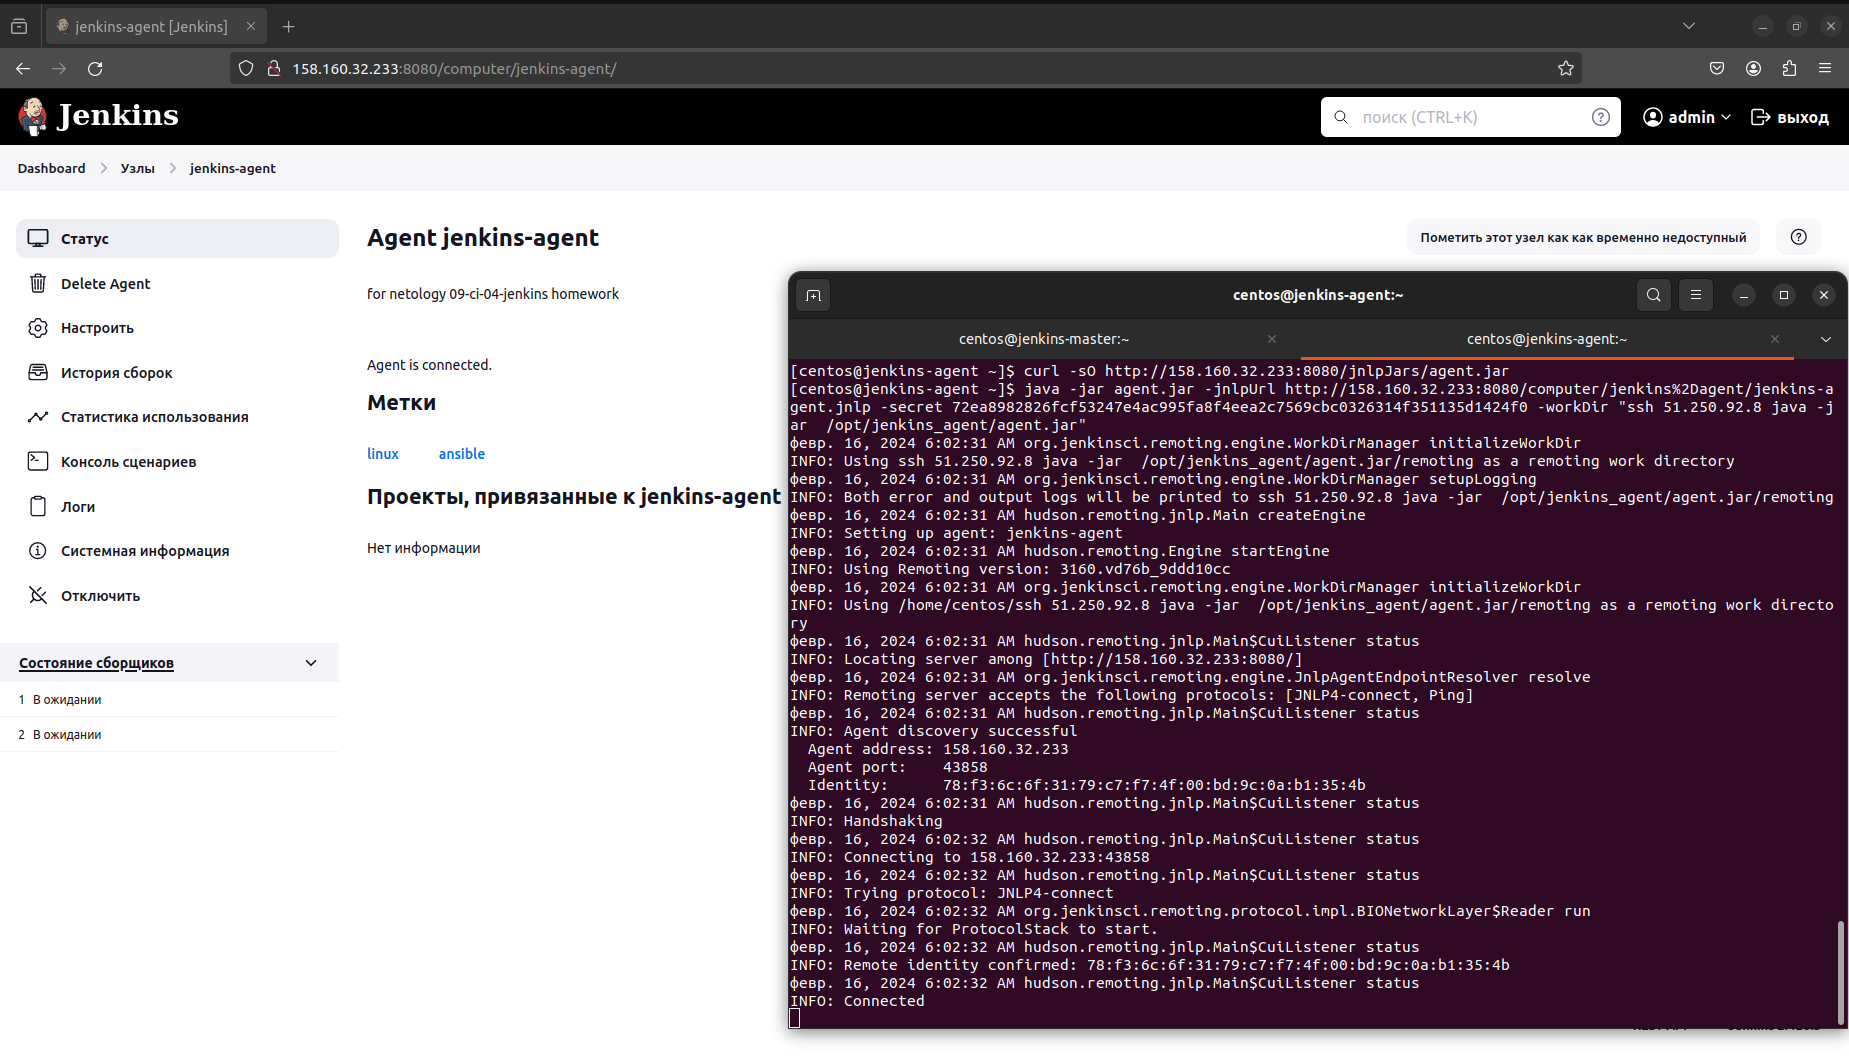 jenkins-agent [Jenkins]
158.160.32.233:8080/computer/jenkins-agent/
Jenkins
поиск (CTRL+K)
admin
выход
Dashboard
Узлы
jenkins-agent
Статус
Delete Agent
Настроить
История сборок
Статистика использования
Консоль сценариев
Логи
Системная информация
Отключить
Состояние сборщиков
1 В ожидании
2 В ожидании
Agent jenkins-agent
Пометить этот узел как как временно недоступный
for netology 09-ci-04-jenkins homework
Agent is connected.
Метки
linux ansible
Проекты, привязанные к jenkins-agent
Нет информации
centos@jenkins-agent:~
centos@jenkins-master:~
centos@jenkins-agent:~
[centos@jenkins-agent ~]$ curl -sO http://158.160.32.233:8080/jnlpJars/agent.jar
[centos@jenkins-agent ~]$ java -jar agent.jar -jnlpUrl http://158.160.32.233:8080/computer/jenkins%2Dagent/jenkins-a
gent.jnlp -secret 72ea8982826fcf53247e4ac995fa8f4eea2c7569cbc0326314f351135d1424f0 -workDir "ssh 51.250.92.8 java -j
ar  /opt/jenkins_agent/agent.jar"
февр. 16, 2024 6:02:31 AM org.jenkinsci.remoting.engine.WorkDirManager initializeWorkDir
INFO: Using ssh 51.250.92.8 java -jar  /opt/jenkins_agent/agent.jar/remoting as a remoting work directory
февр. 16, 2024 6:02:31 AM org.jenkinsci.remoting.engine.WorkDirManager setupLogging
INFO: Both error and output logs will be printed to ssh 51.250.92.8 java -jar  /opt/jenkins_agent/agent.jar/remoting
февр. 16, 2024 6:02:31 AM hudson.remoting.jnlp.Main createEngine
INFO: Setting up agent: jenkins-agent
февр. 16, 2024 6:02:31 AM hudson.remoting.Engine startEngine
INFO: Using Remoting version: 3160.vd76b_9ddd10cc
февр. 16, 2024 6:02:31 AM org.jenkinsci.remoting.engine.WorkDirManager initializeWorkDir
INFO: Using /home/centos/ssh 51.250.92.8 java -jar  /opt/jenkins_agent/agent.jar/remoting as a remoting work directo
ry
февр. 16, 2024 6:02:31 AM hudson.remoting.jnlp.Main$CuiListener status
INFO: Locating server among [http://158.160.32.233:8080/]
февр. 16, 2024 6:02:31 AM org.jenkinsci.remoting.engine.JnlpAgentEndpointResolver resolve
INFO: Remoting server accepts the following protocols: [JNLP4-connect, Ping]
февр. 16, 2024 6:02:31 AM hudson.remoting.jnlp.Main$CuiListener status
INFO: Agent discovery successful
Agent address: 158.160.32.233
Agent port:    43858
Identity:      78:f3:6c:6f:31:79:c7:f7:4f:00:bd:9c:0a:b1:35:4b
февр. 16, 2024 6:02:31 AM hudson.remoting.jnlp.Main$CuiListener status
INFO: Handshaking
февр. 16, 2024 6:02:32 AM hudson.remoting.jnlp.Main$CuiListener status
INFO: Connecting to 158.160.32.233:43858
февр. 16, 2024 6:02:32 AM hudson.remoting.jnlp.Main$CuiListener status
INFO: Trying protocol: JNLP4-connect
февр. 16, 2024 6:02:32 AM org.jenkinsci.remoting.protocol.impl.BIONetworkLayer$Reader run
INFO: Waiting for ProtocolStack to start.
февр. 16, 2024 6:02:32 AM hudson.remoting.jnlp.Main$CuiListener status
INFO: Remote identity confirmed: 78:f3:6c:6f:31:79:c7:f7:4f:00:bd:9c:0a:b1:35:4b
февр. 16, 2024 6:02:32 AM hudson.remoting.jnlp.Main$CuiListener status
INFO: Connected